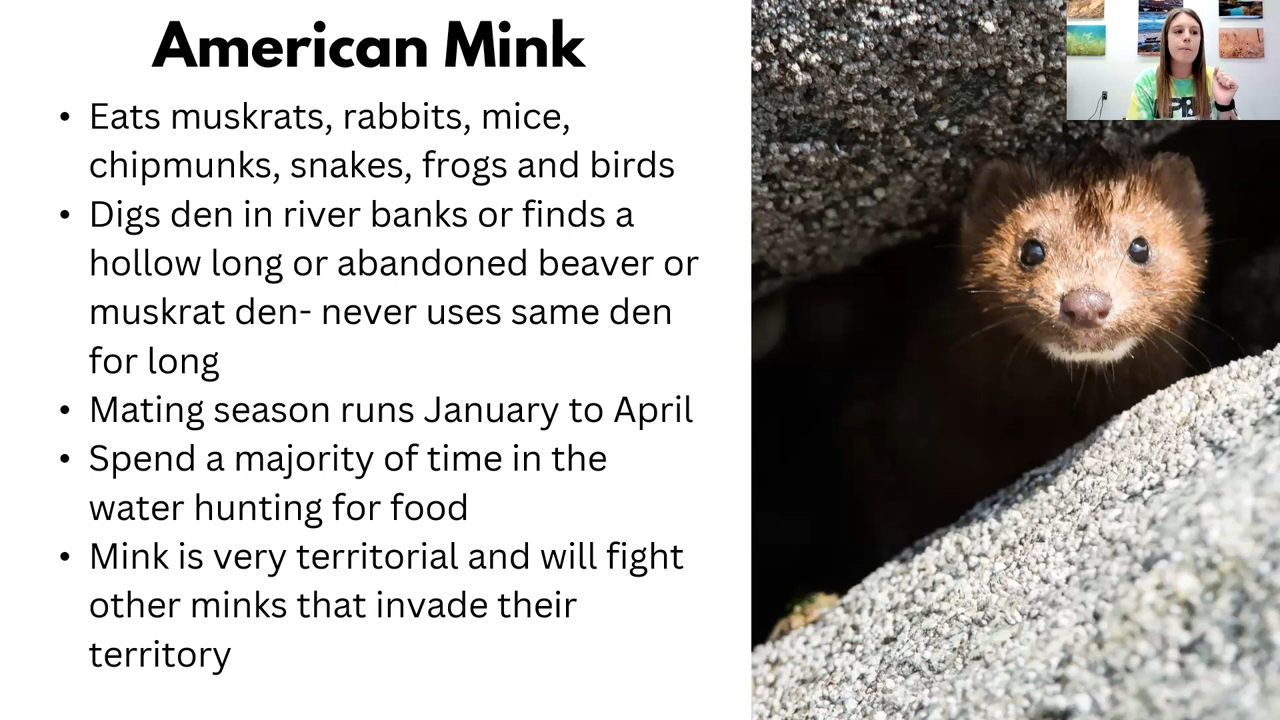 American Mink
• Eats muskrats, rabbits, mice,
chipmunks, snakes, frogs and birds
• Digs den in river banks or finds a
hollow long or abandoned beaver or
muskrat den- never uses same den
for long
• Mating season runs January to April
• Spend a majority of time in the
water hunting for food
• Mink is very territorial and will fight
other minks that invade their
territory